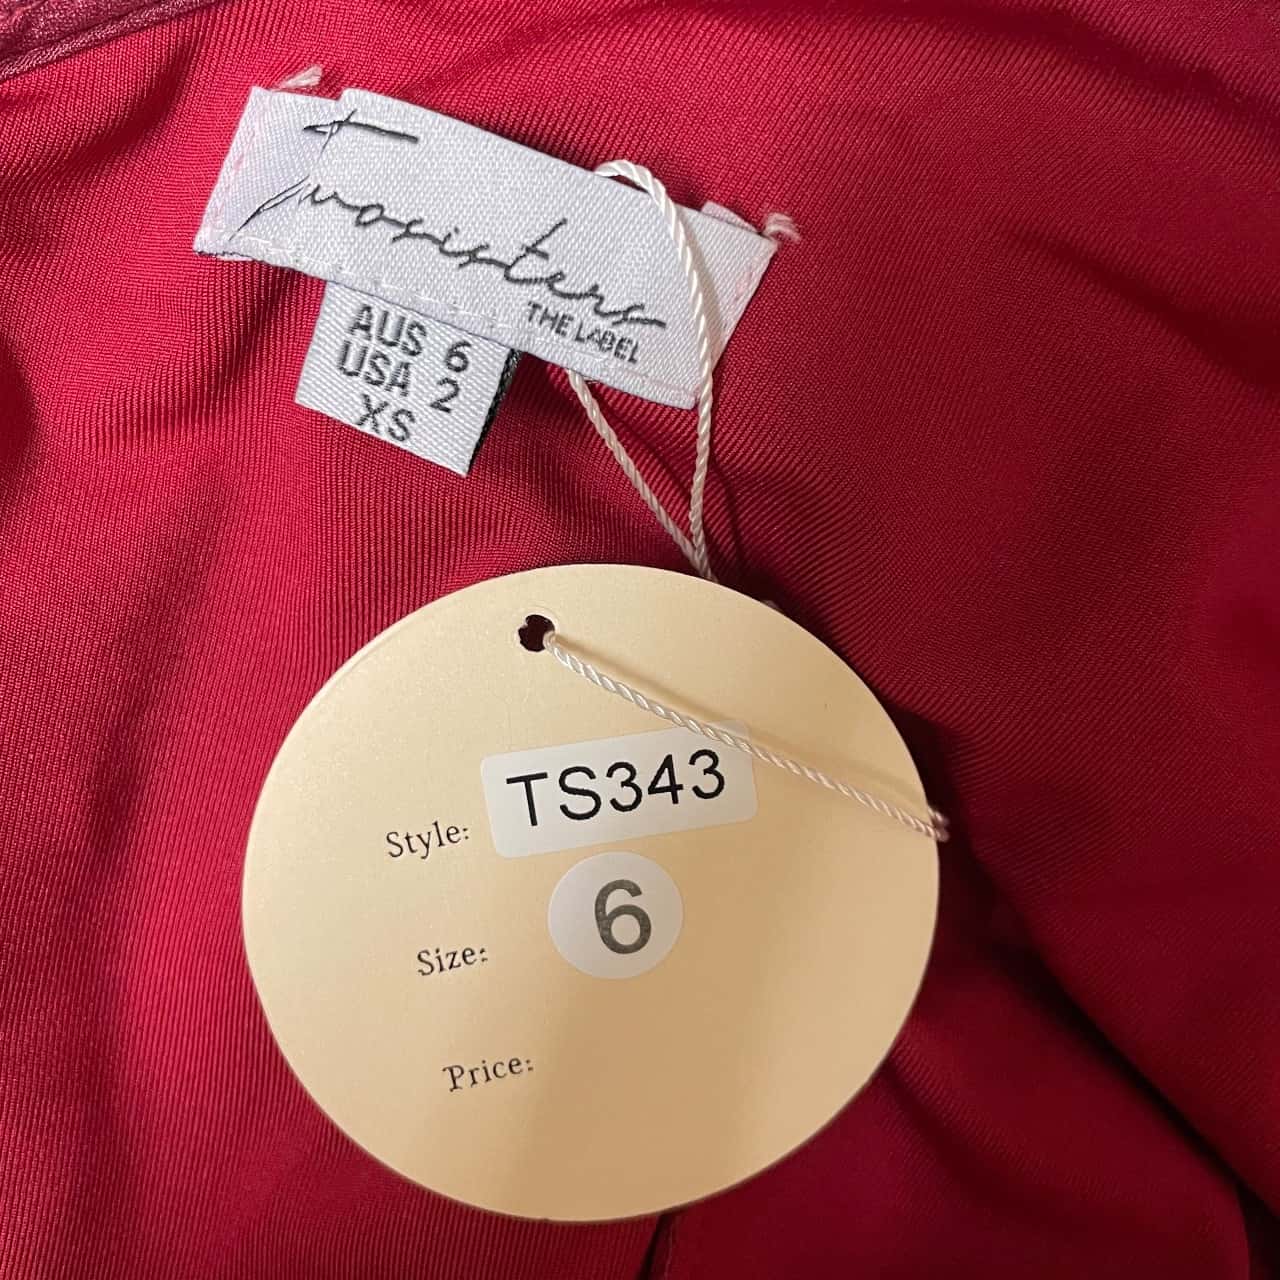 Twosisters
THE LABEL
AUS 6
USA 2
XS
Style: TS343
Size: 6
Price: